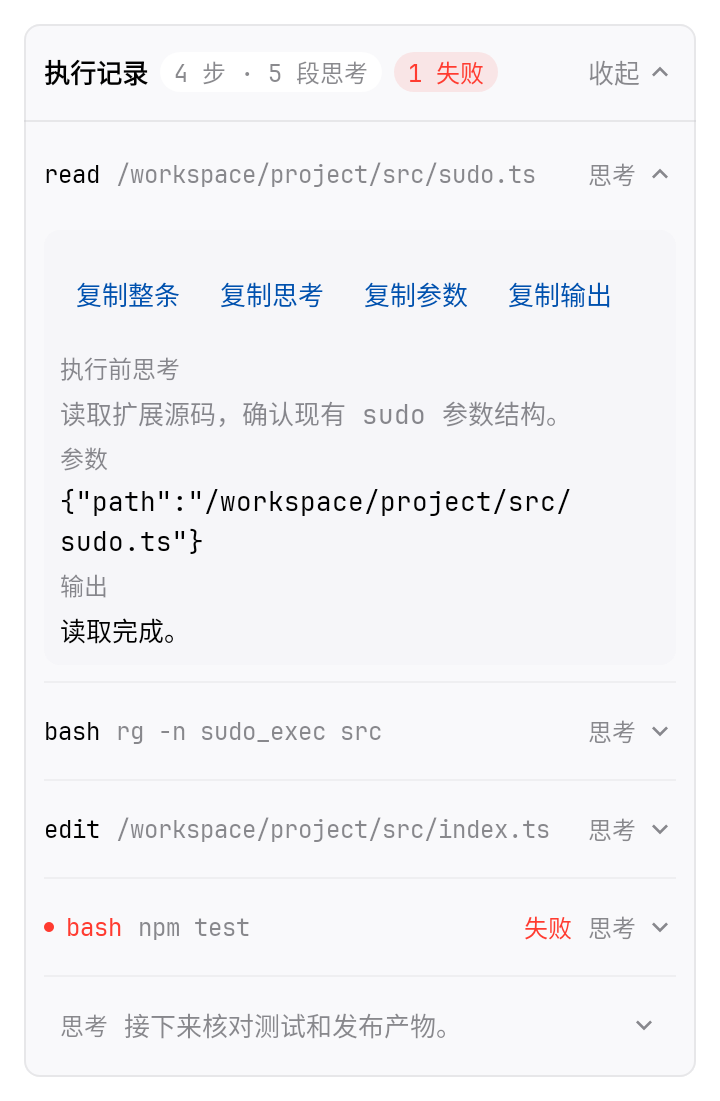 执行记录 4 步 · 5 段思考 1 失败 收起
read /workspace/project/src/sudo.ts 思考
复制整条 复制思考 复制参数 复制输出
执行前思考
读取扩展源码，确认现有 sudo 参数结构。
参数
{"path":"/workspace/project/src/
sudo.ts"}
输出
读取完成。
bash rg -n sudo_exec src 思考
edit /workspace/project/src/index.ts 思考
bash npm test 失败 思考
思考 接下来核对测试和发布产物。